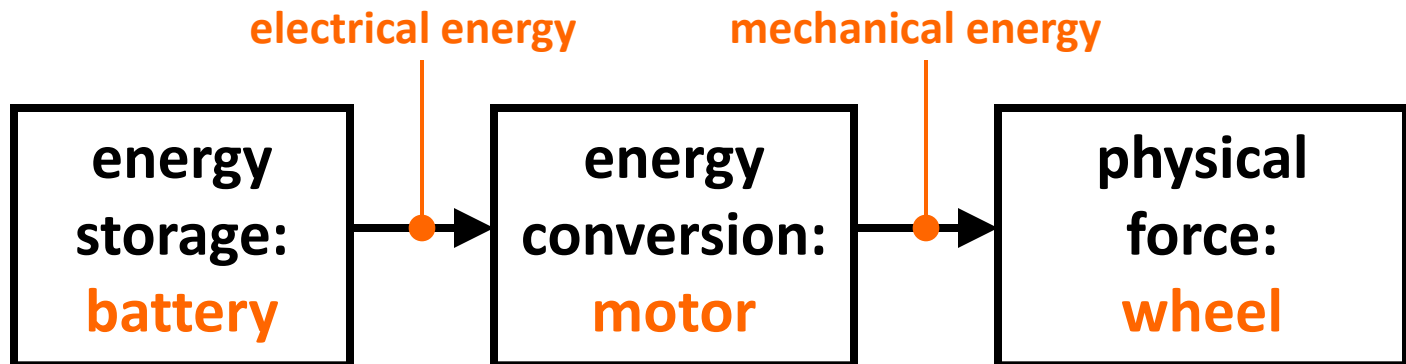 electrical energy
mechanical energy
energy
storage:
battery
energy
conversion:
motor
physical
force:
wheel